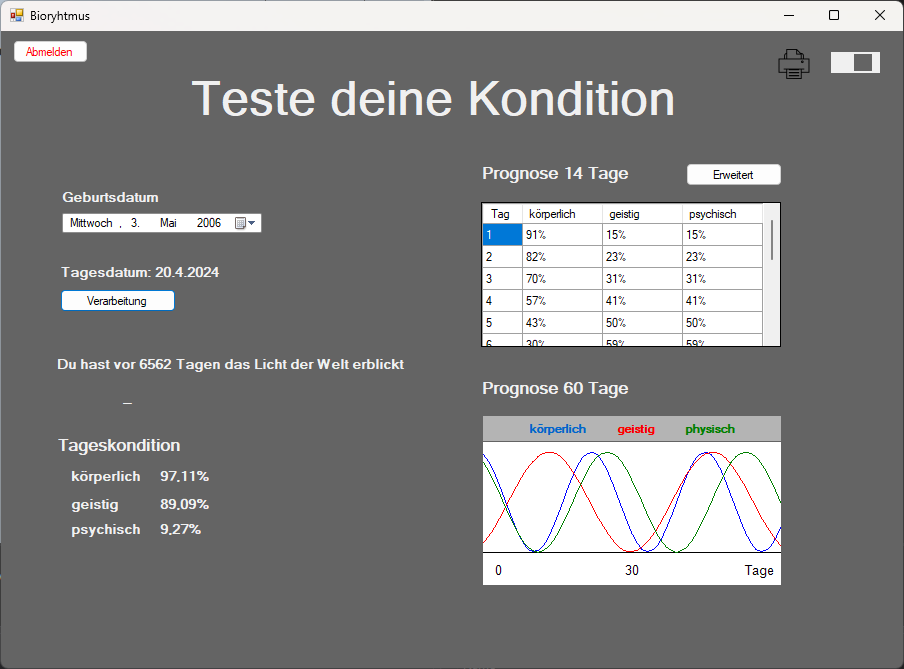 Bioryhtmus
Abmelden
Teste deine Kondition
Geburtsdatum
Mittwoch , 3. Mai 2006
Tagesdatum: 20.4.2024
Verarbeitung
Du hast vor 6562 Tagen das Licht der Welt erblickt
_
Tageskondition
körperlich 97,11%
geistig 89,09%
psychisch 9,27%
Prognose 14 Tage
Erweitert
Tag körperlich geistig psychisch
1 91% 15% 15%
2 82% 23% 23%
3 70% 31% 31%
4 57% 41% 41%
5 43% 50% 50%
6 30% 59% 59%
Prognose 60 Tage
körperlich geistig physisch
0 30 Tage